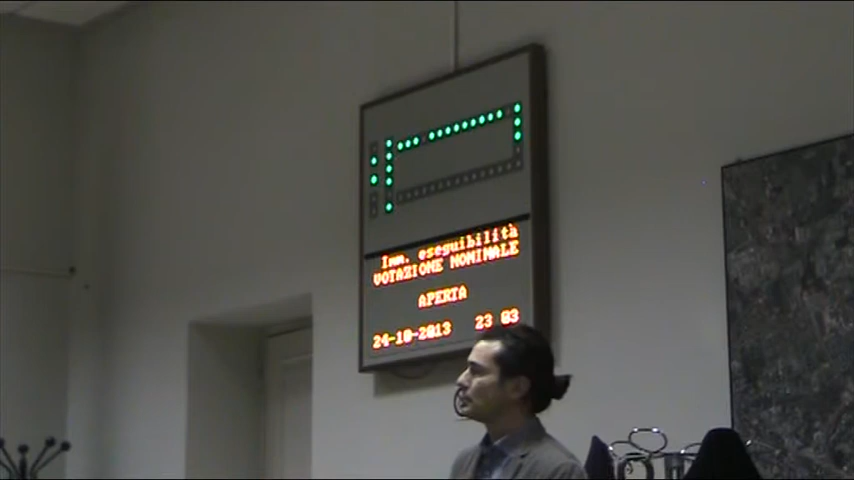 Imm. eseguibilità
VOTAZIONE NOMINALE
APERTA
24-10-2013 23 03